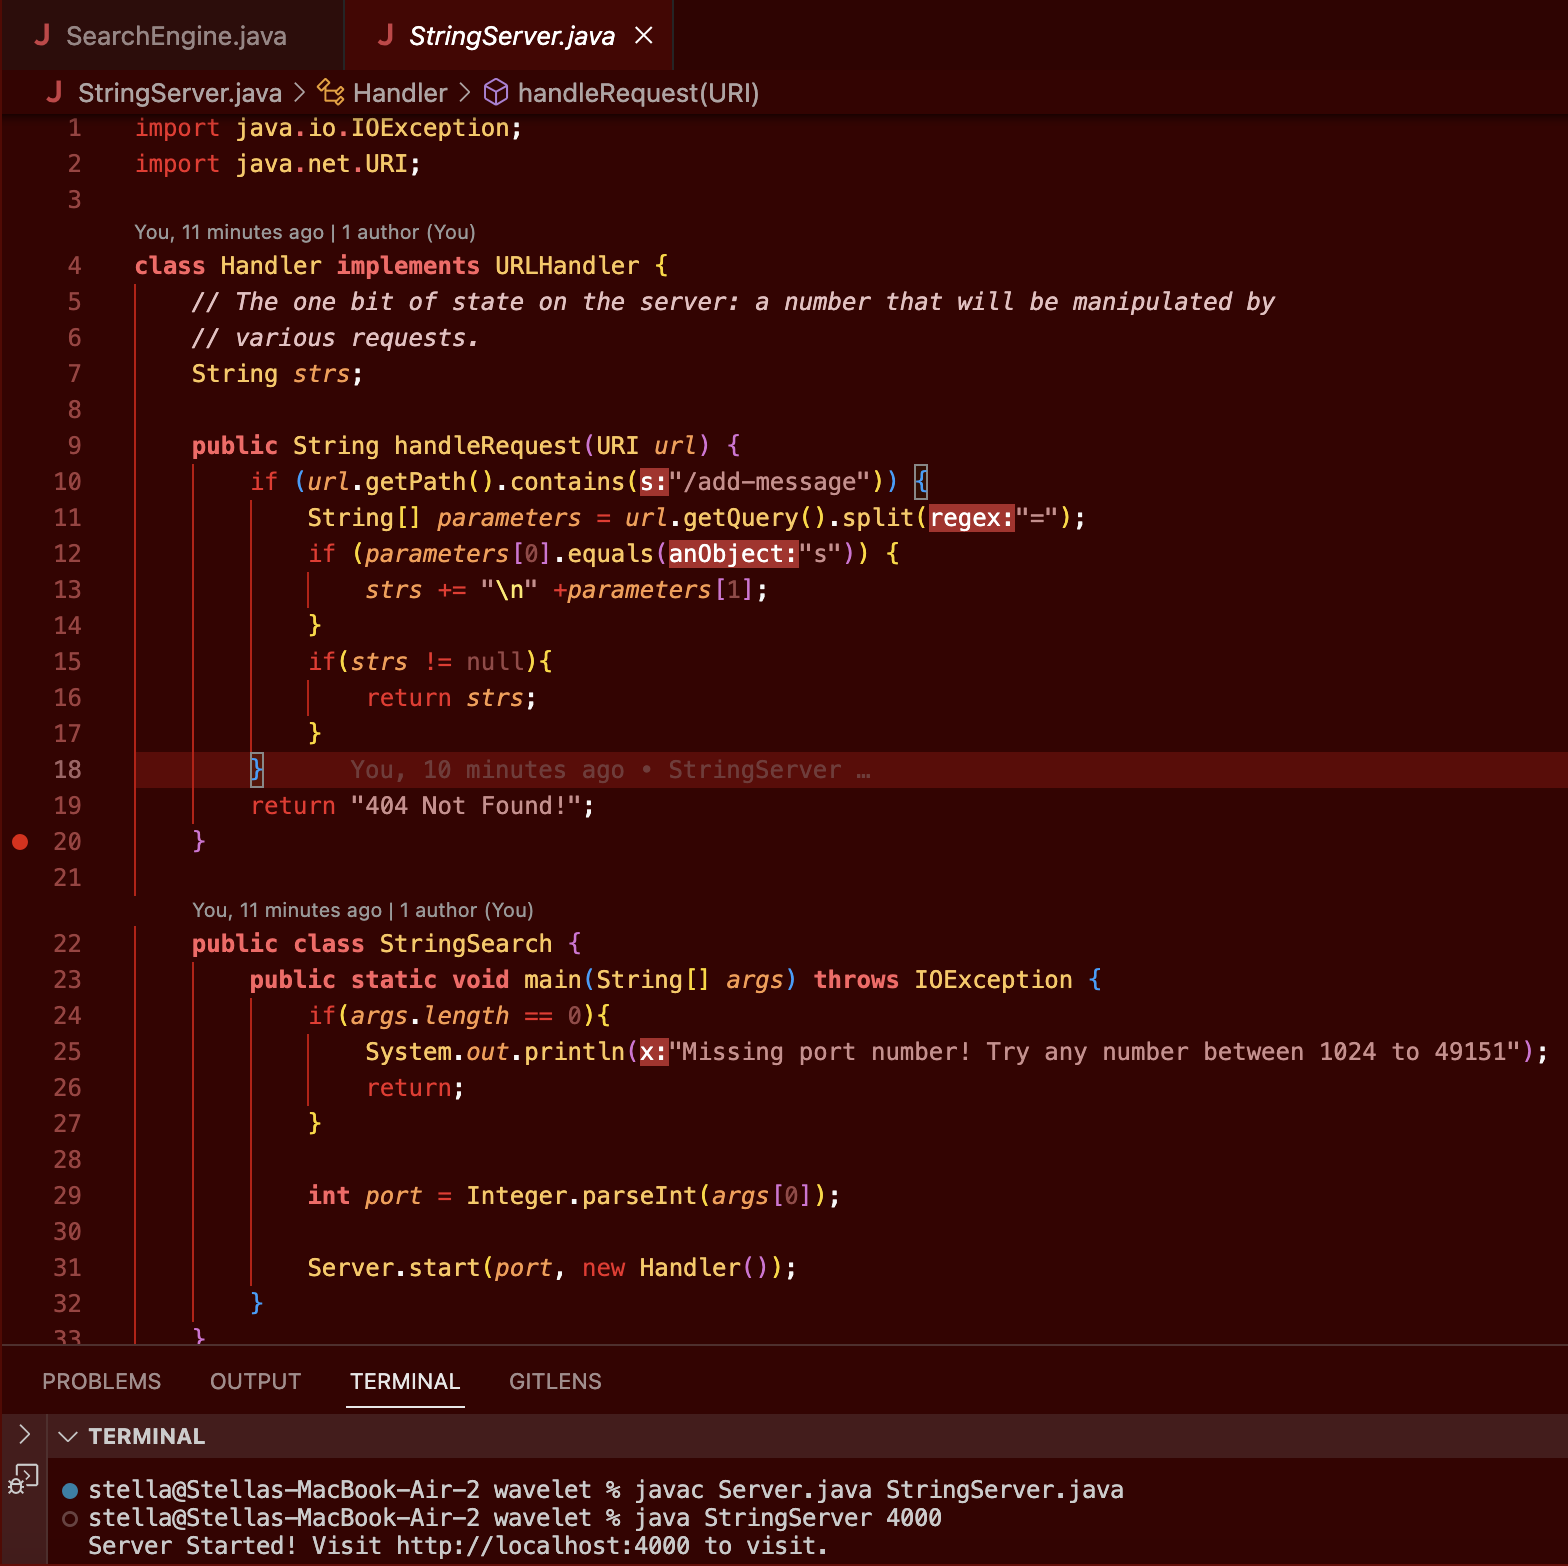 SearchEngine.java StringServer.java
StringServer.java > Handler > handleRequest(URI)
1 import java.io.IOException;
2 import java.net.URI;
3
You, 11 minutes ago | 1 author (You)
4 class Handler implements URLHandler {
5 // The one bit of state on the server: a number that will be manipulated by
6 // various requests.
7 String strs;
8
9 public String handleRequest(URI url) {
10 if (url.getPath().contains(s:"/add-message")) {
11 String[] parameters = url.getQuery().split(regex:"=");
12 if (parameters[0].equals(anObject:"s")) {
13 strs += "\n" +parameters[1];
14 }
15 if(strs != null){
16 return strs;
17 }
18 } You, 10 minutes ago • StringServer …
19 return "404 Not Found!";
20 }
21
You, 11 minutes ago | 1 author (You)
22 public class StringSearch {
23 public static void main(String[] args) throws IOException {
24 if(args.length == 0){
25 System.out.println(x:"Missing port number! Try any number between 1024 to 49151");
26 return;
27 }
28
29 int port = Integer.parseInt(args[0]);
30
31 Server.start(port, new Handler());
32 }
33 }
PROBLEMS OUTPUT TERMINAL GITLENS
TERMINAL
stella@Stellas-MacBook-Air-2 wavelet % javac Server.java StringServer.java
stella@Stellas-MacBook-Air-2 wavelet % java StringServer 4000
Server Started! Visit http://localhost:4000 to visit.